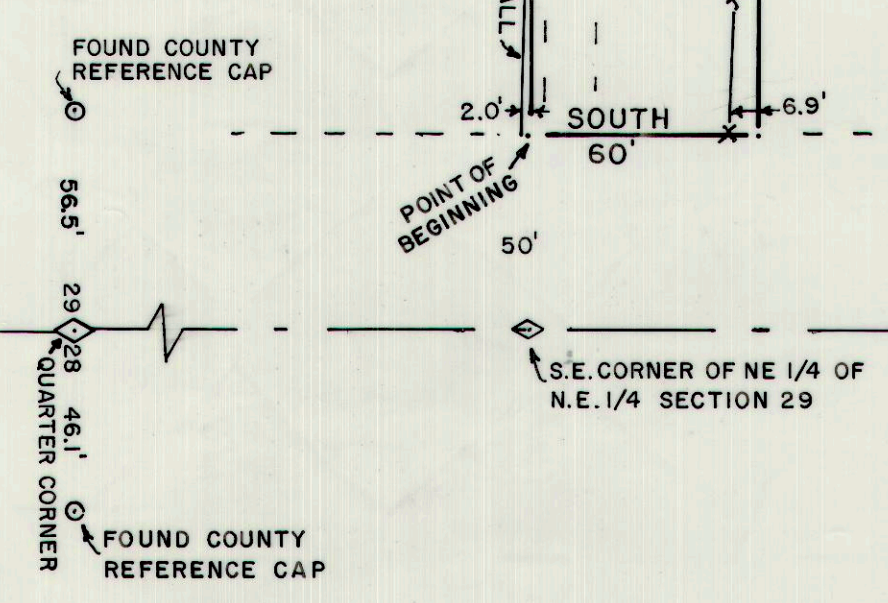 ALL
FOUND COUNTY
REFERENCE CAP
2.0'
SOUTH
6.9'
60'
POINT OF
BEGINNING
56.5'
50'
29
28
QUARTER CORNER
S.E. CORNER OF NE 1/4 OF
N.E. 1/4 SECTION 29
46.1'
FOUND COUNTY
REFERENCE CAP